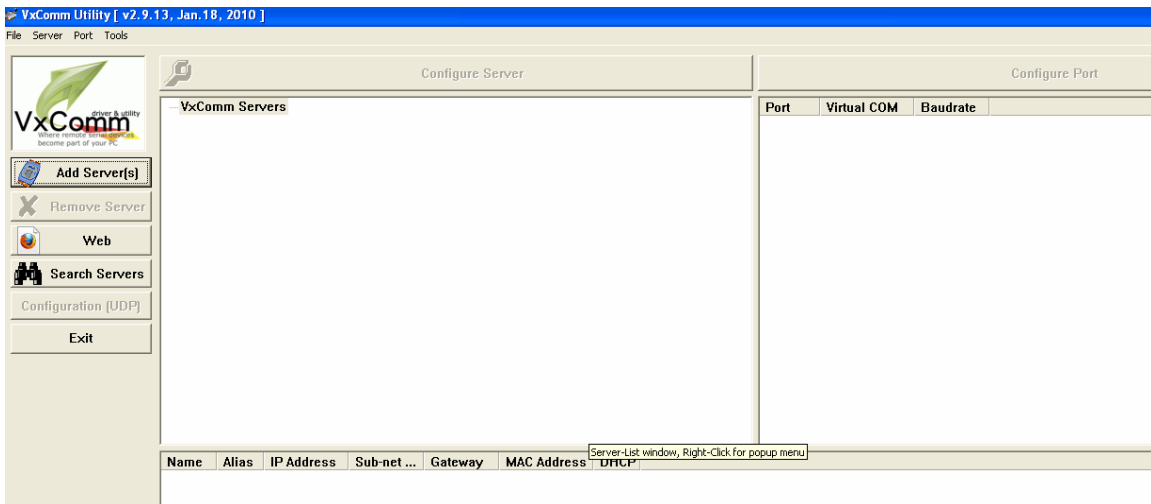 VxComm Utility [ v2.9.13, Jan.18, 2010 ]
File Server Port Tools
VxComm
driver & utility
Where remote serial devices
become part of your PC
Configure Server
Configure Port
VxComm Servers
Port Virtual COM Baudrate
Add Server(s)
Remove Server
Web
Search Servers
Configuration (UDP)
Exit
Server-List window, Right-Click for popup menu
Name Alias IP Address Sub-net ... Gateway MAC Address DHCP